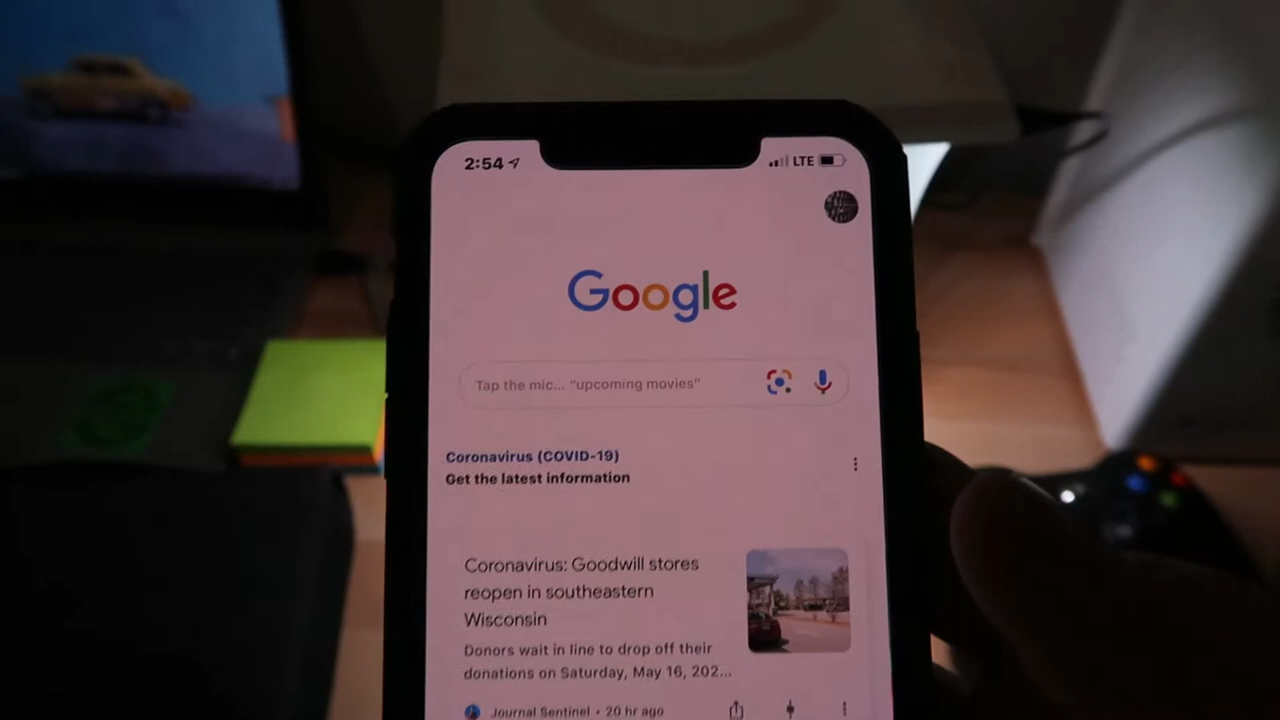 2:54
LTE
Google
Tap the mic... “upcoming movies”
Coronavirus (COVID-19)
Get the latest information
Coronavirus: Goodwill stores
reopen in southeastern
Wisconsin
Donors wait in line to drop off their
donations on Saturday, May 16, 202...
Journal Sentinel • 20 hr ago